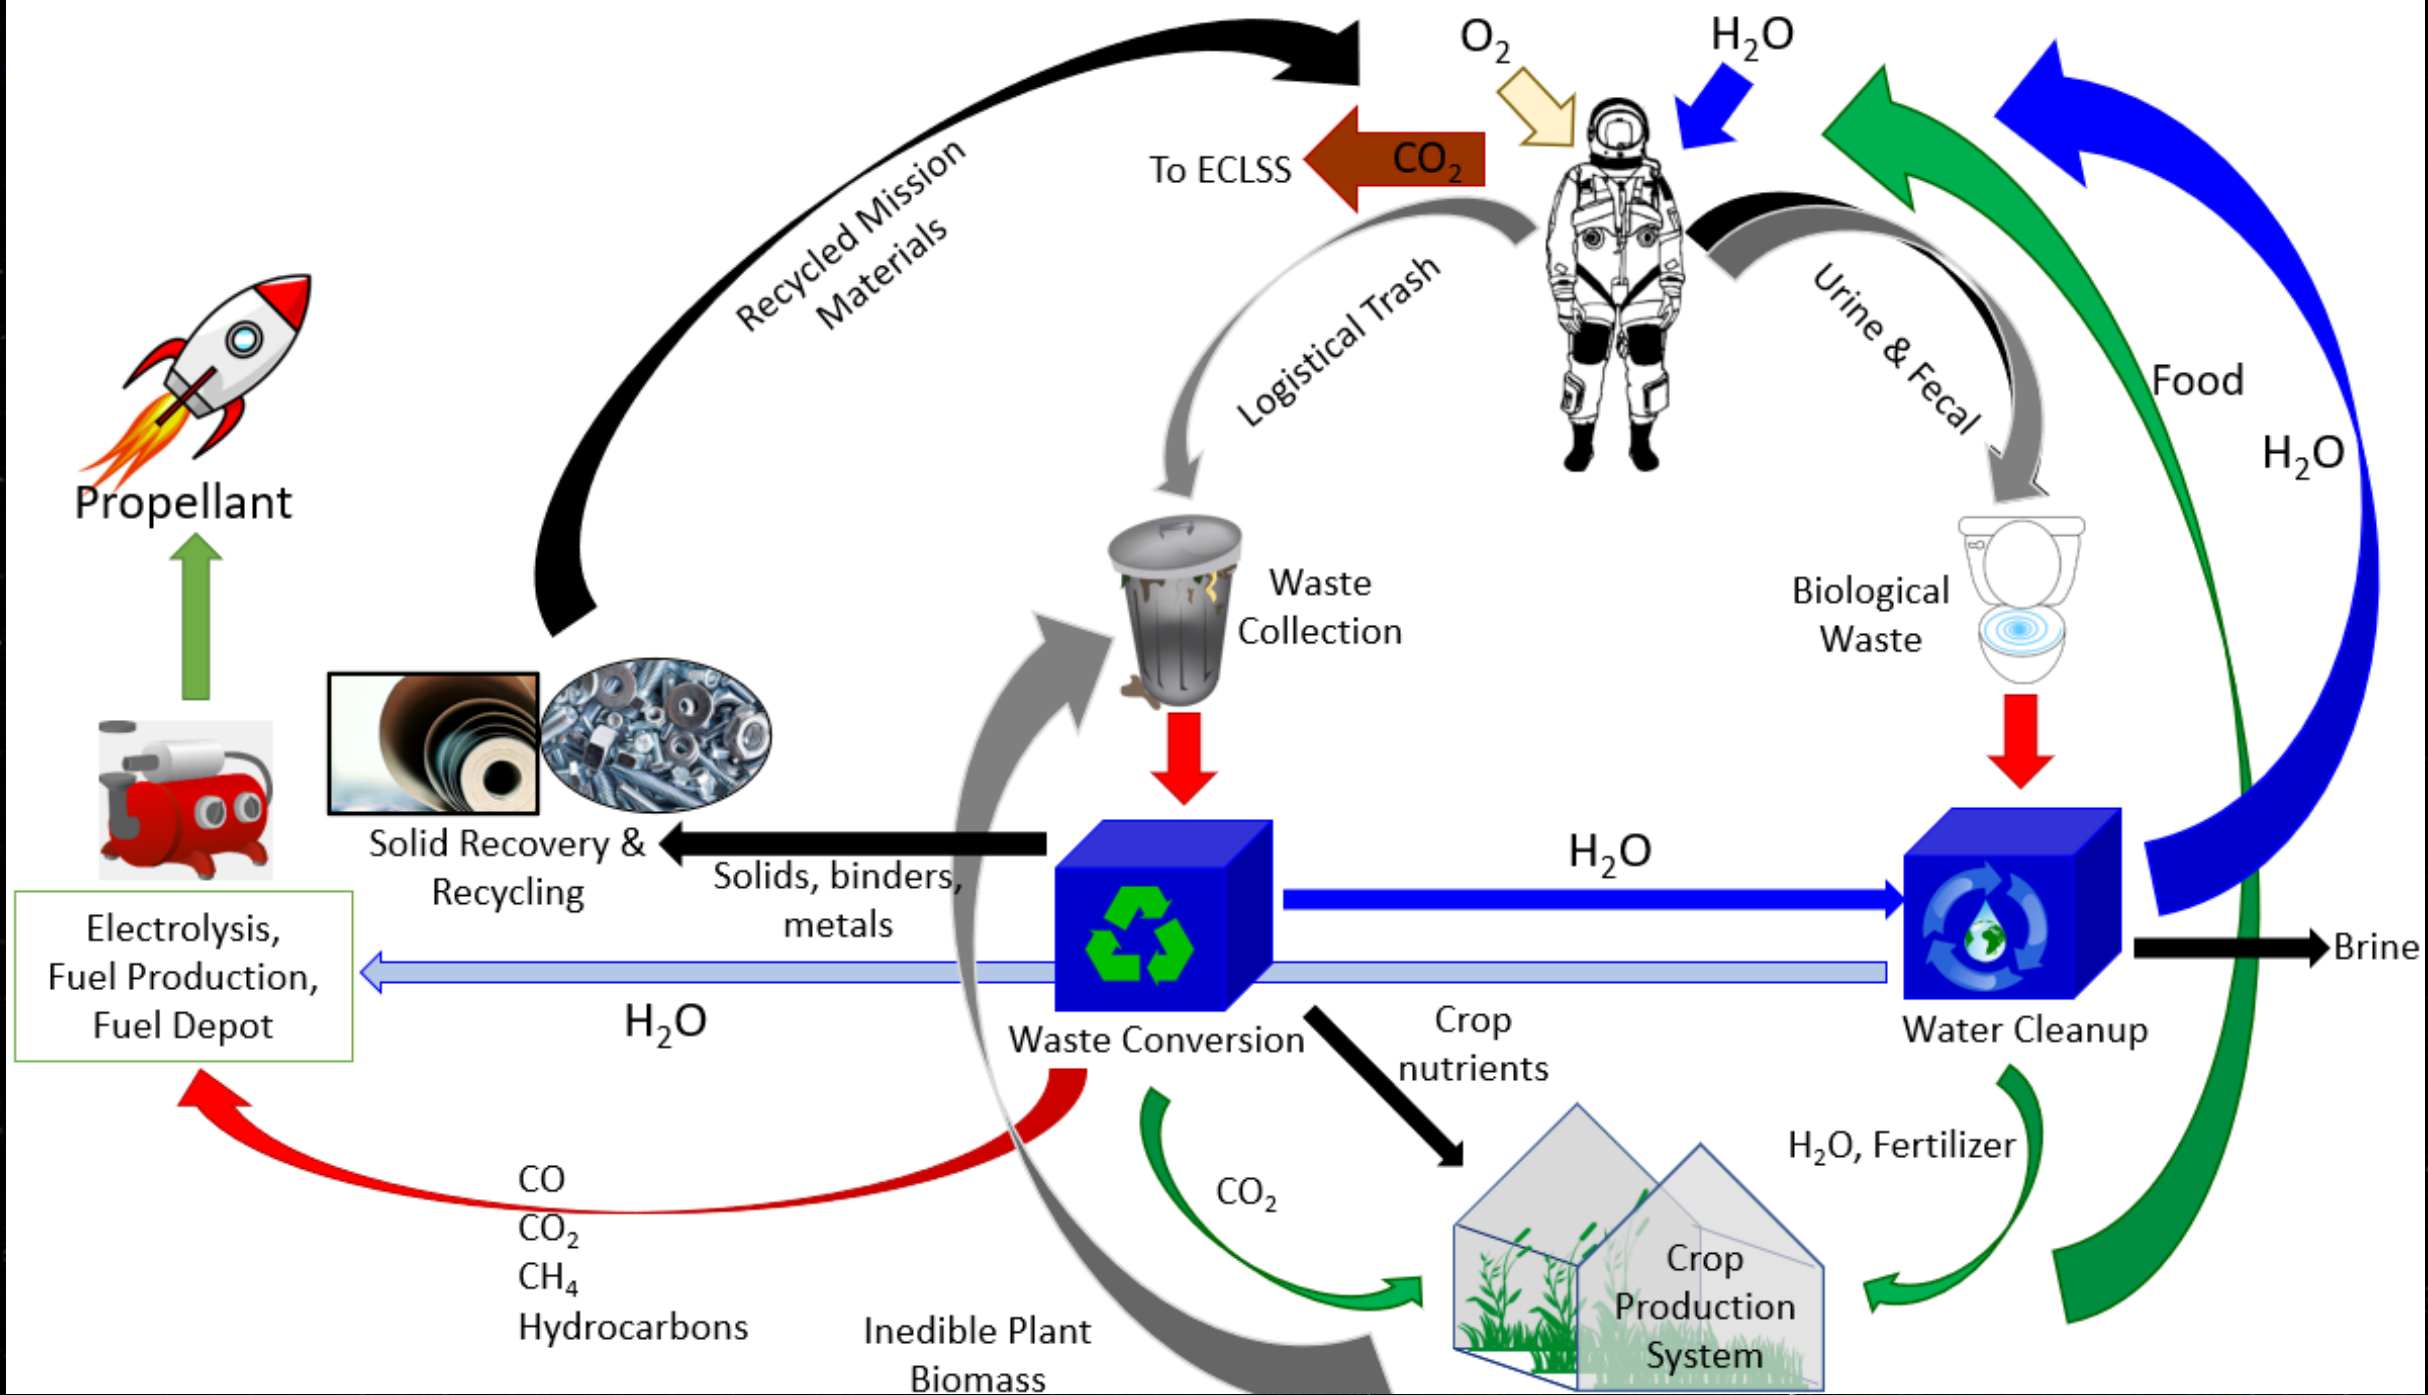 O₂
H₂O
CO₂
To ECLSS
Recycled Mission
Materials
Logistical Trash
Urine & Fecal
Food
H₂O
Propellant
Waste
Collection
Biological
Waste
Solid Recovery &
Recycling
Solids, binders,
metals
H₂O
Electrolysis,
Fuel Production,
Fuel Depot
H₂O
Waste Conversion
Crop
nutrients
Water Cleanup
Brine
H₂O, Fertilizer
CO₂
CO
CO₂
CH₄
Hydrocarbons
Inedible Plant
Biomass
Crop
Production
System